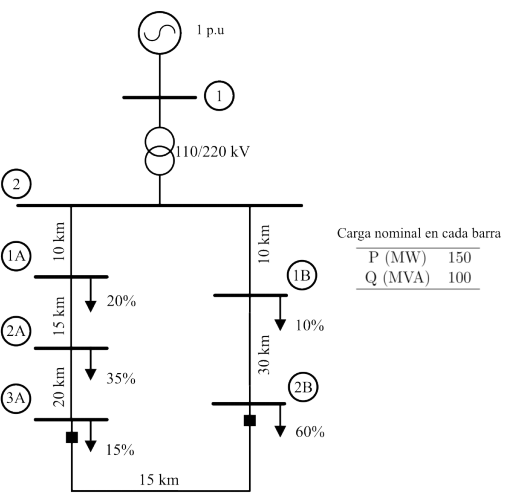 1 p.u
1
110/220 kV
2
10 km
10 km
1A
20%
1B
10%
15 km
2A
35%
30 km
20 km
2B
60%
3A
15%
15 km
Carga nominal en cada barra
P (MW) 150
Q (MVA) 100